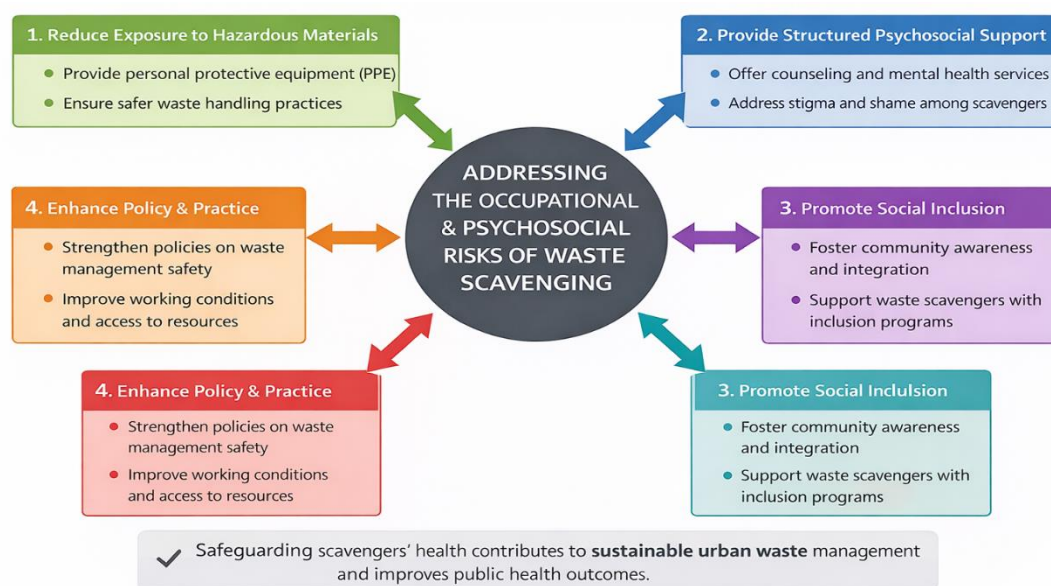 1. Reduce Exposure to Hazardous Materials
• Provide personal protective equipment (PPE)
• Ensure safer waste handling practices
2. Provide Structured Psychosocial Support
• Offer counseling and mental health services
• Address stigma and shame among scavengers
ADDRESSING
THE OCCUPATIONAL
& PSYCHOSOCIAL
RISKS OF WASTE
SCAVENGING
4. Enhance Policy & Practice
• Strengthen policies on waste
management safety
• Improve working conditions
and access to resources
3. Promote Social Inclusion
• Foster community awareness
and integration
• Support waste scavengers with
inclusion programs
4. Enhance Policy & Practice
• Strengthen policies on waste
management safety
• Improve working conditions
and access to resources
3. Promote Social Inclulsion
• Foster community awareness
and integration
• Support waste scavengers with
inclusion programs
✓ Safeguarding scavengers' health contributes to sustainable urban waste management
and improves public health outcomes.